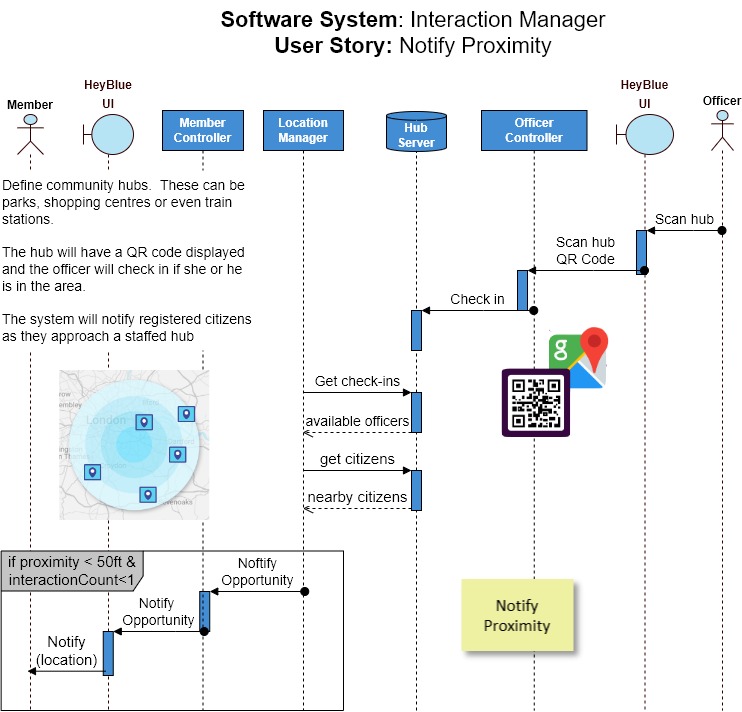 Software System: Interaction Manager
User Story: Notify Proximity
Member
HeyBlue
UI
Member
Controller
Location
Manager
Hub
Server
Officer
Controller
HeyBlue
UI
Officer
Define community hubs. These can be
parks, shopping centres or even train
stations.
The hub will have a QR code displayed
and the officer will check in if she or he
is in the area.
The system will notify registered citizens
as they approach a staffed hub
Scan hub
Scan hub
QR Code
Check in
g
Get check-ins
available officers
get citizens
nearby citizens
London
if proximity < 50ft &
interactionCount<1
Noftify
Opportunity
Notify
Opportunity
Notify
(location)
Notify
Proximity